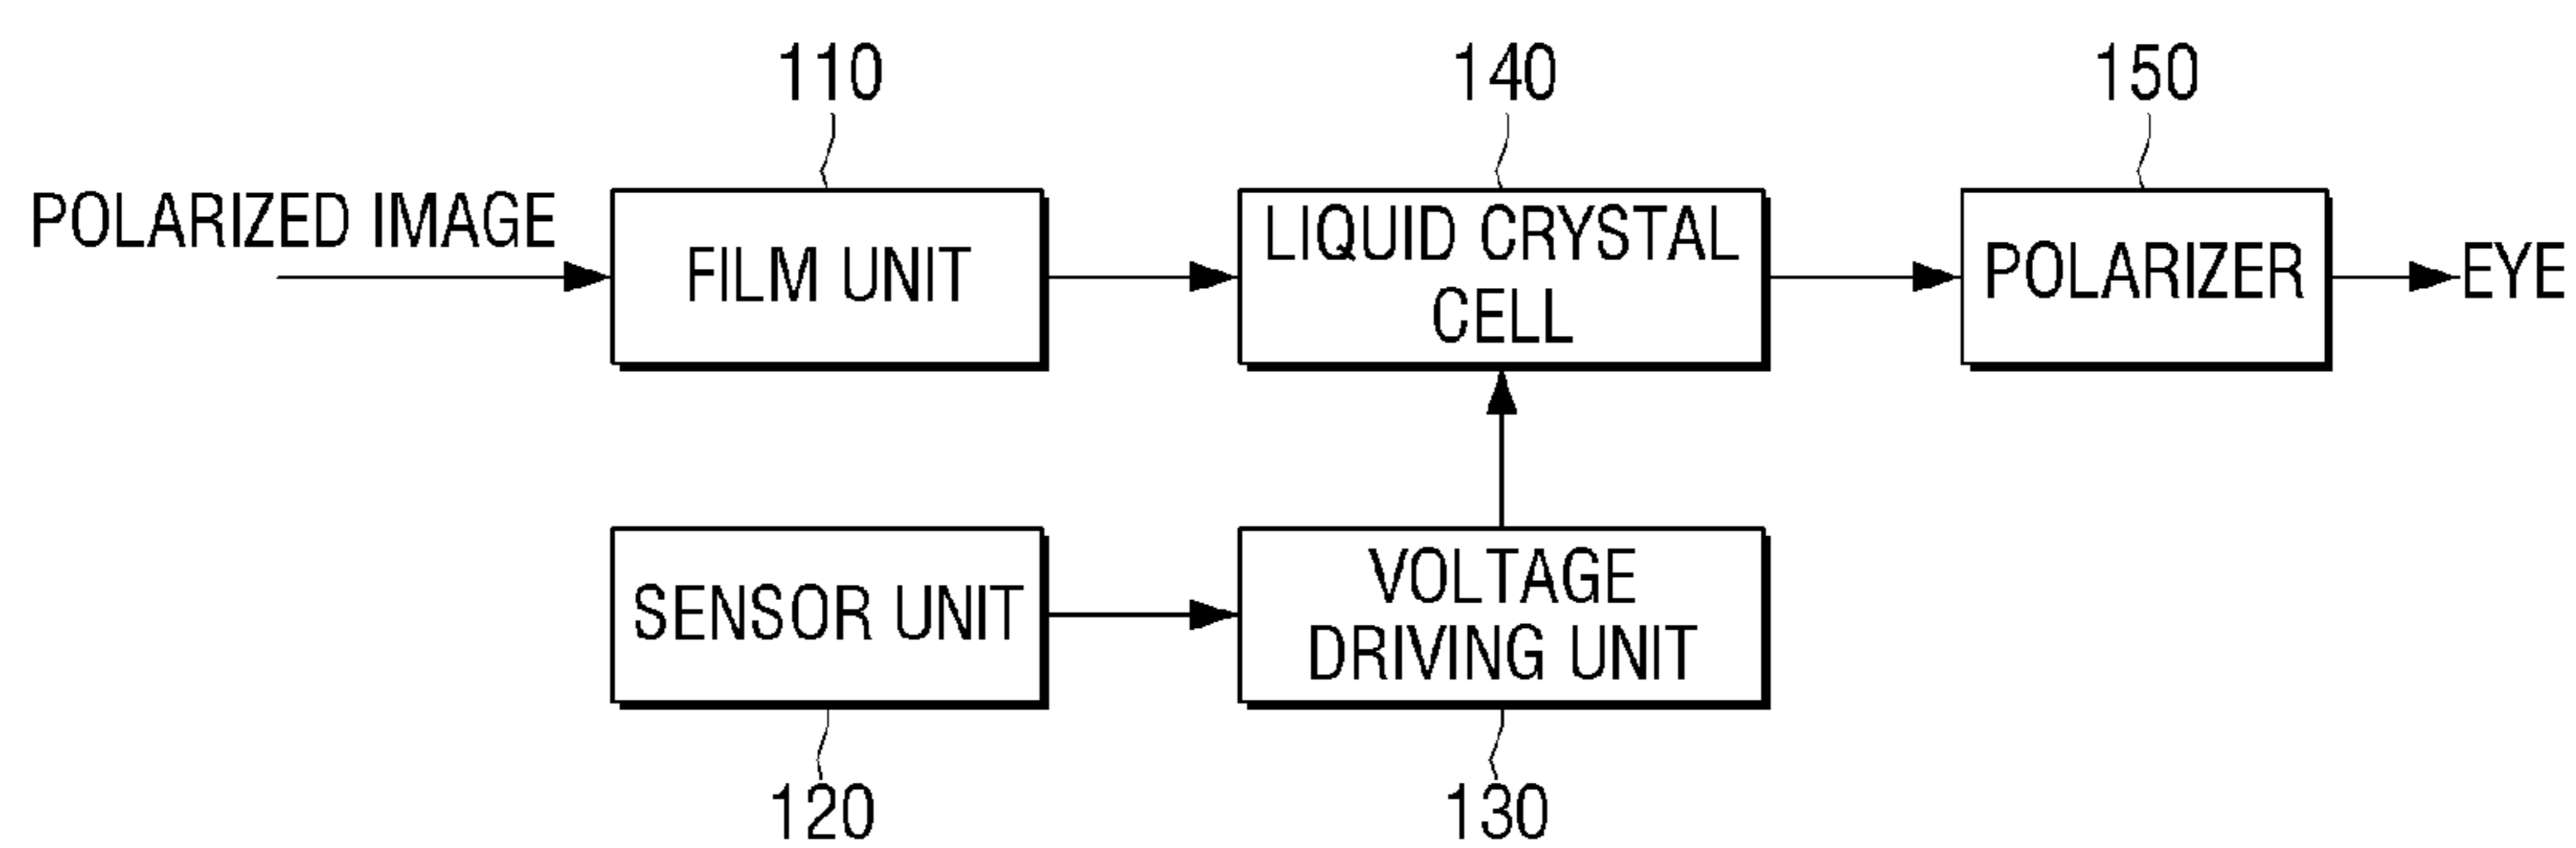 110
140
150
POLARIZED IMAGE
FILM UNIT
LIQUID CRYSTAL
CELL
POLARIZER
EYE
SENSOR UNIT
VOLTAGE
DRIVING UNIT
120
130